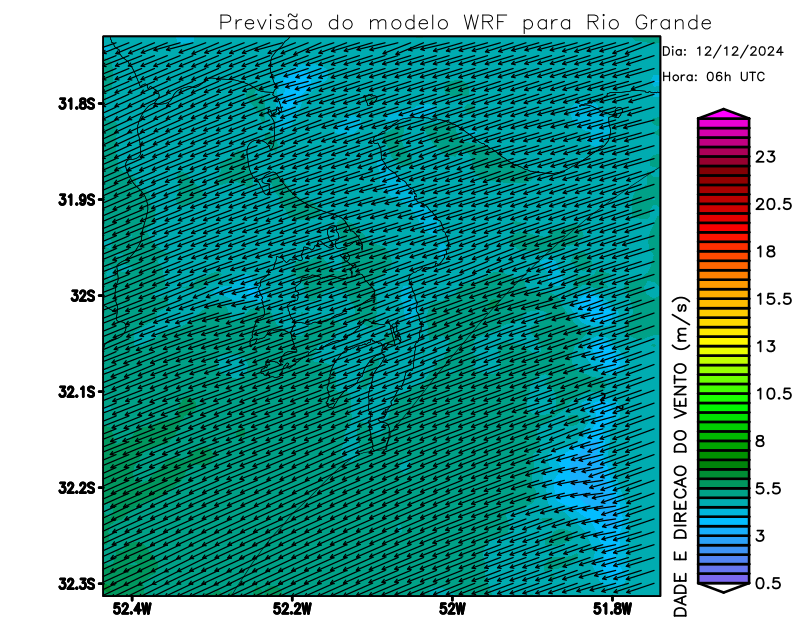 Previsão do modelo WRF para Rio Grande
Dia: 12/12/2024
Hora: 06h UTC
31.8S
31.9S
32S
32.1S
32.2S
32.3S
52.4W
52.2W
52W
51.8W
23
20.5
18
15.5
13
10.5
8
5.5
3
0.5
DADE E DIRECAO DO VENTO (m/s)